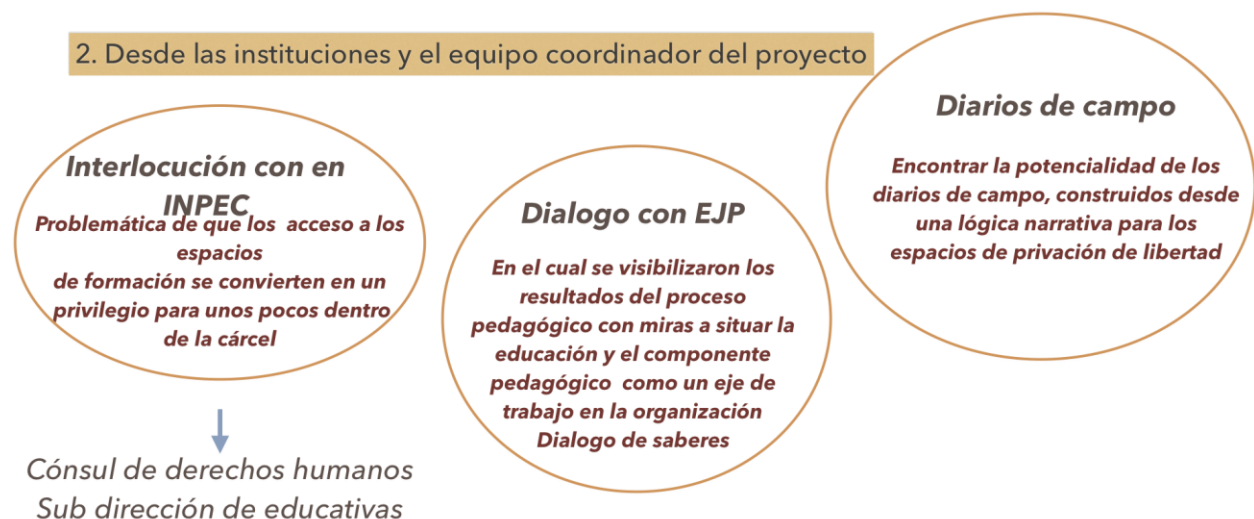 2. Desde las instituciones y el equipo coordinador del proyecto
Interlocución con en
INPEC
Problemática de que los acceso a los
espacios
de formación se convierten en un
privilegio para unos pocos dentro
de la cárcel
Cónsul de derechos humanos
Sub dirección de educativas
Dialogo con EJP
En el cual se visibilizaron los
resultados del proceso
pedagógico con miras a situar la
educación y el componente
pedagógico como un eje de
trabajo en la organización
Dialogo de saberes
Diarios de campo
Encontrar la potencialidad de los
diarios de campo, construidos desde
una lógica narrativa para los
espacios de privación de libertad